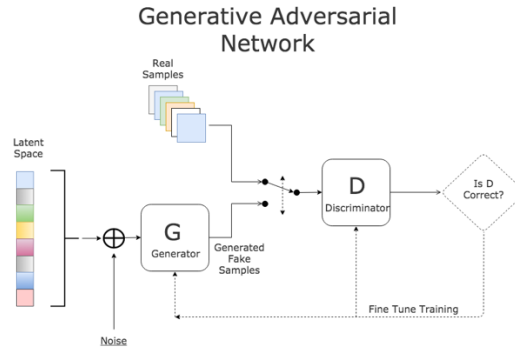 Generative Adversarial
Network
Real
Samples
Latent
Space
G
Generator
Generated
Fake
Samples
D
Discriminator
Is D
Correct?
Fine Tune Training
Noise